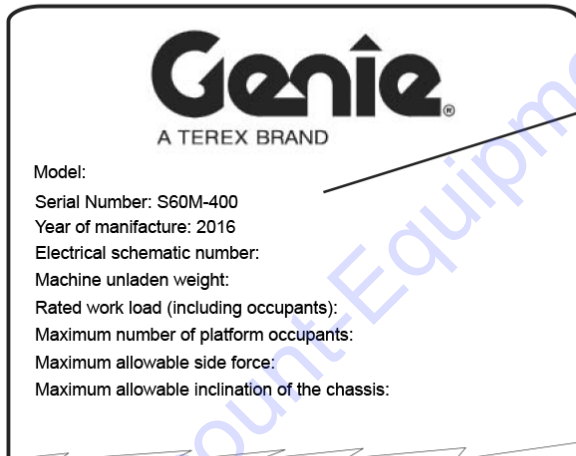 Genie®
A TEREX BRAND
Model:
Serial Number: S60M-400
Year of manifacture: 2016
Electrical schematic number:
Machine unladen weight:
Rated work load (including occupants):
Maximum number of platform occupants:
Maximum allowable side force:
Maximum allowable inclination of the chassis:
ount-Equipme